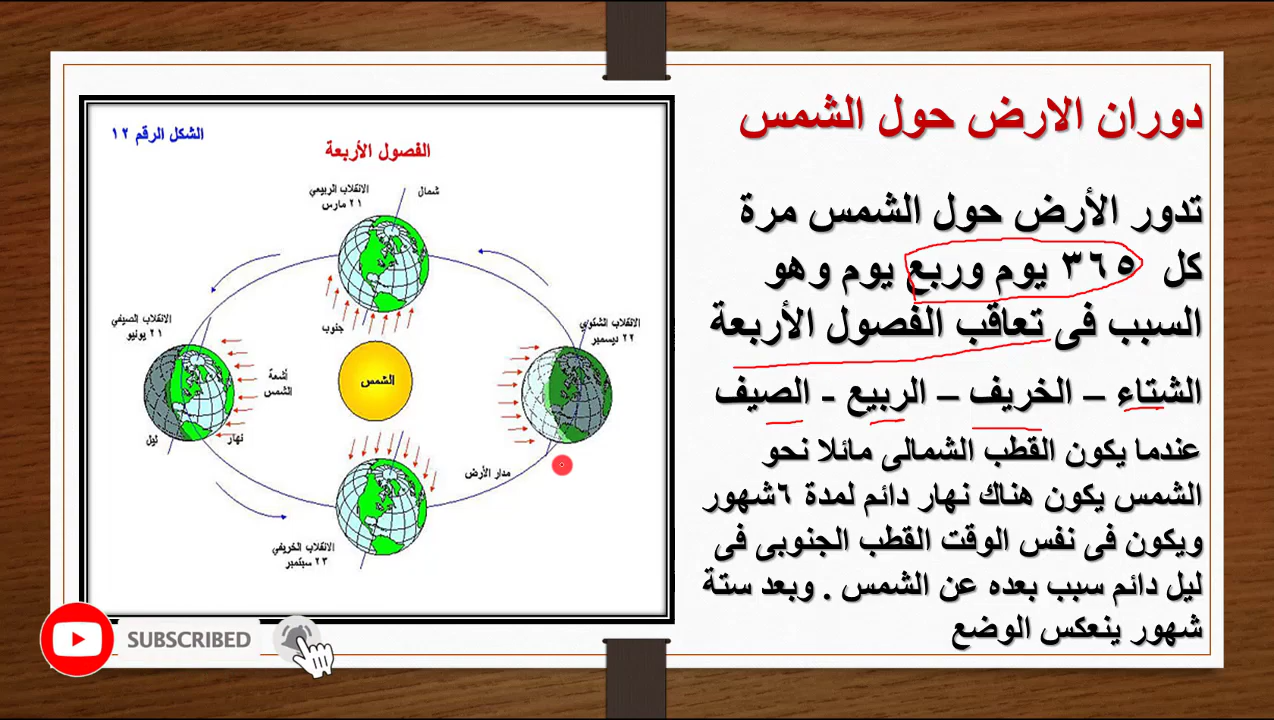 دوران الارض حول الشمس
تدور الأرض حول الشمس مرة
كل ٣٦٥ يوم وربع يوم وهو
السبب فى تعاقب الفصول الأربعة
الشتاء – الخريف – الربيع - الصيف
عندما يكون القطب الشمالى مائلا نحو
الشمس يكون هناك نهار دائم لمدة ٦شهور
ويكون فى نفس الوقت القطب الجنوبى فى
ليل دائم سبب بعده عن الشمس . وبعد ستة
شهور ينعكس الوضع
الشكل الرقم ١٢
الفصول الأربعة
الانقلاب الربيعي
٢١ مارس
شمال
جنوب
الانقلاب الشتوي
٢٢ ديسمبر
الانقلاب الصيفي
٢١ يونيو
أشعة
الشمس
الشمس
ليل
نهار
مدار الأرض
الانقلاب الخريفي
٢٣ سبتمبر
SUBSCRIBED